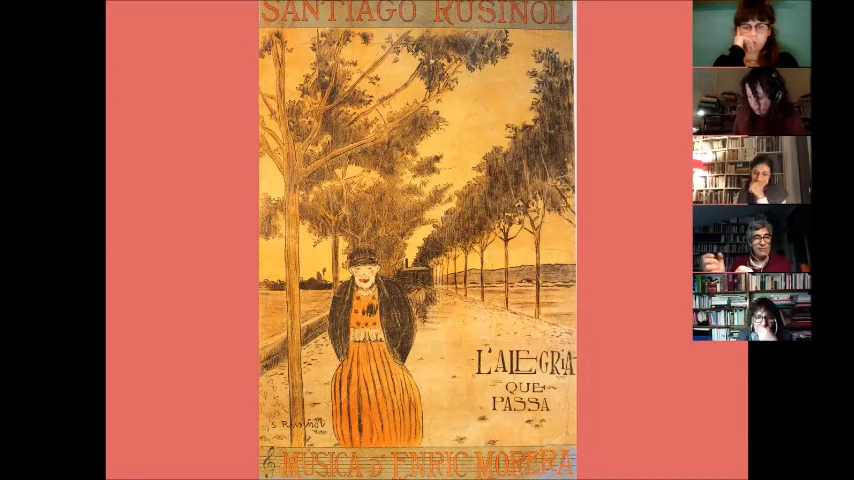 SANTIAGO RUSIÑOL
L'ALEGRIA
QUE
PASSA
S. Rusiñol
MÚSICA D'ENRIC MORERA